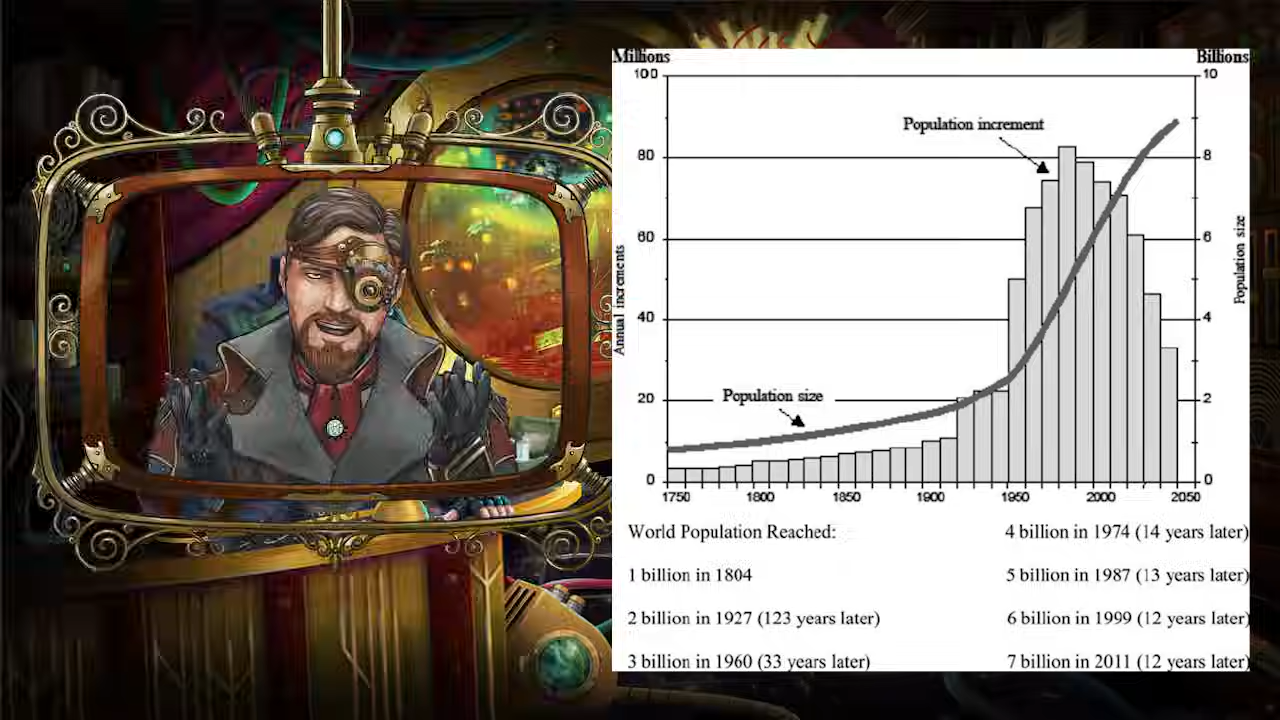 Millions
Billions
100
10
Population increment
80
8
60
6
Annual increments
Population size
40
4
Population size
20
2
0
0
1750
1800
1850
1900
1950
2000
2050
World Population Reached:
1 billion in 1804
2 billion in 1927 (123 years later)
3 billion in 1960 (33 years later)
4 billion in 1974 (14 years later)
5 billion in 1987 (13 years later)
6 billion in 1999 (12 years later)
7 billion in 2011 (12 years later)